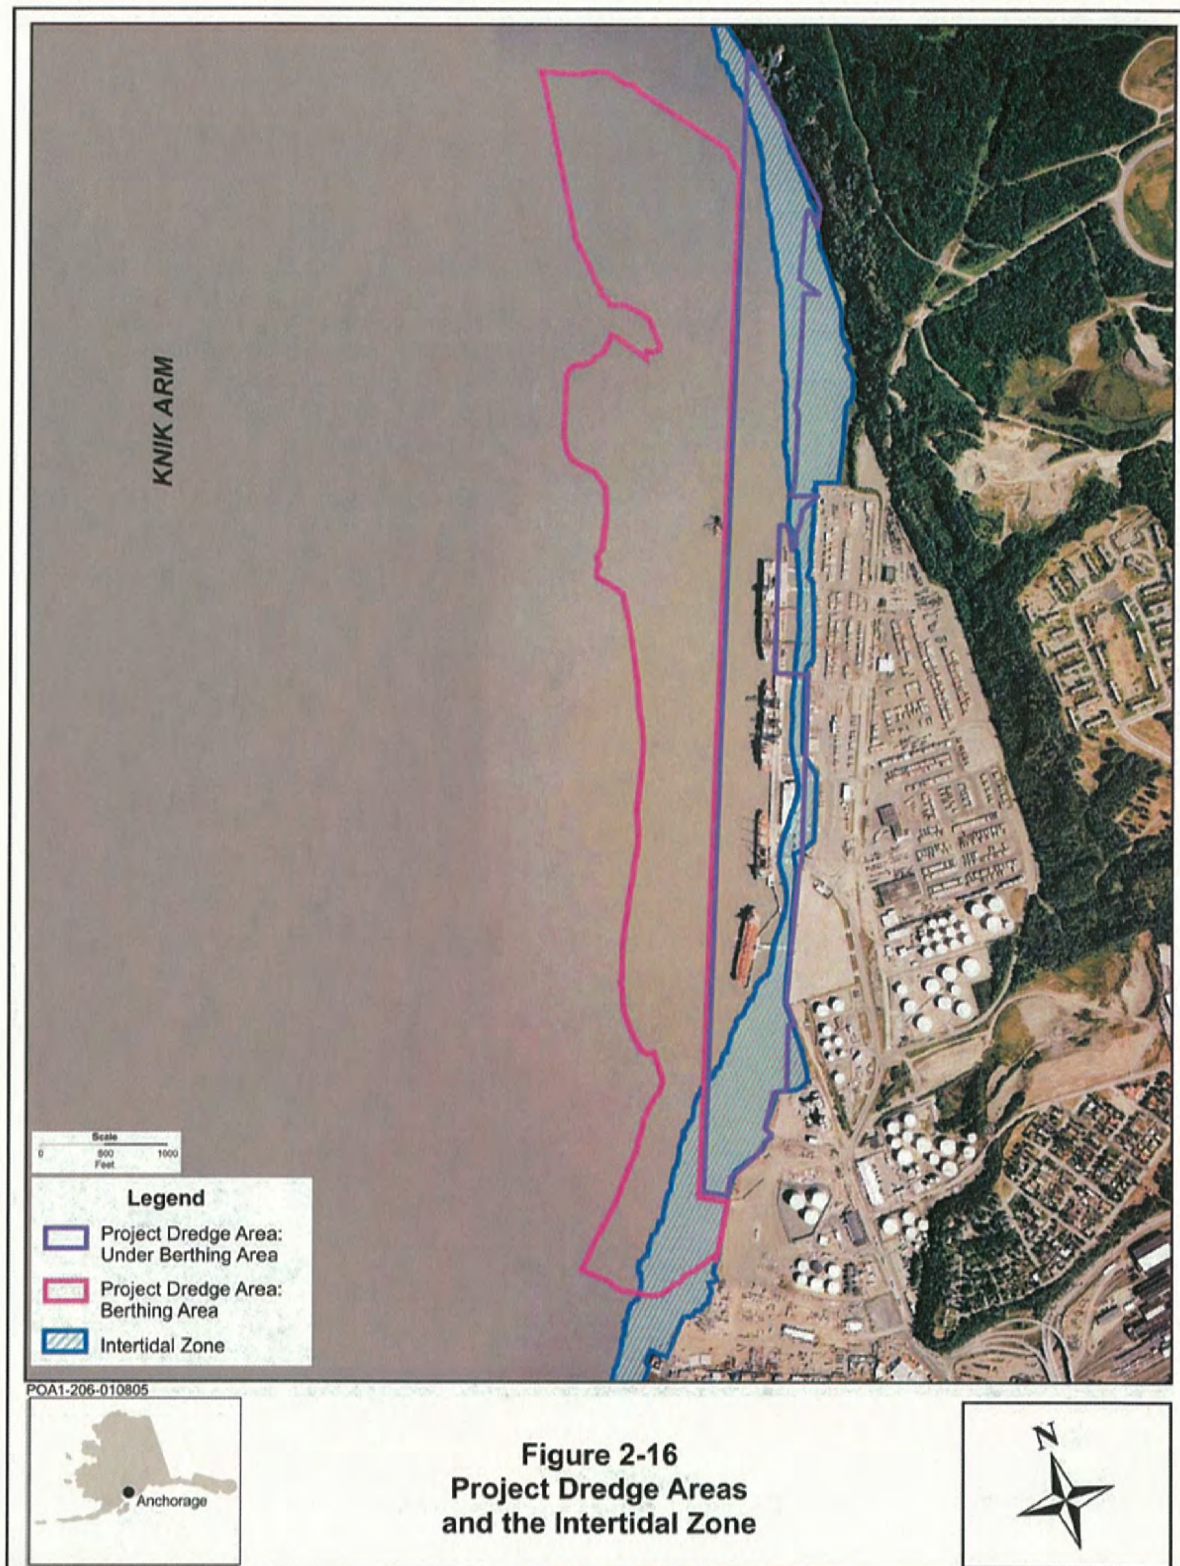 KNIK ARM
Scale
0 500 1000
Feet
Legend
Project Dredge Area:
Under Berthing Area
Project Dredge Area:
Berthing Area
Intertidal Zone
POA1-206-010805
Anchorage
Figure 2-16
Project Dredge Areas
and the Intertidal Zone
N